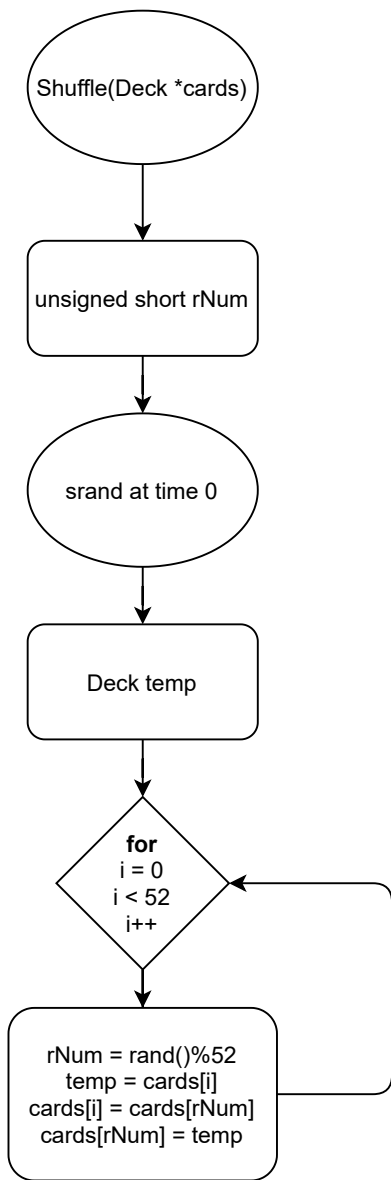 Shuffle(Deck *cards)
unsigned short rNum
srand at time 0
Deck temp
for
i = 0
i < 52
i++
rNum = rand()%52
temp = cards[i]
cards[i] = cards[rNum]
cards[rNum] = temp